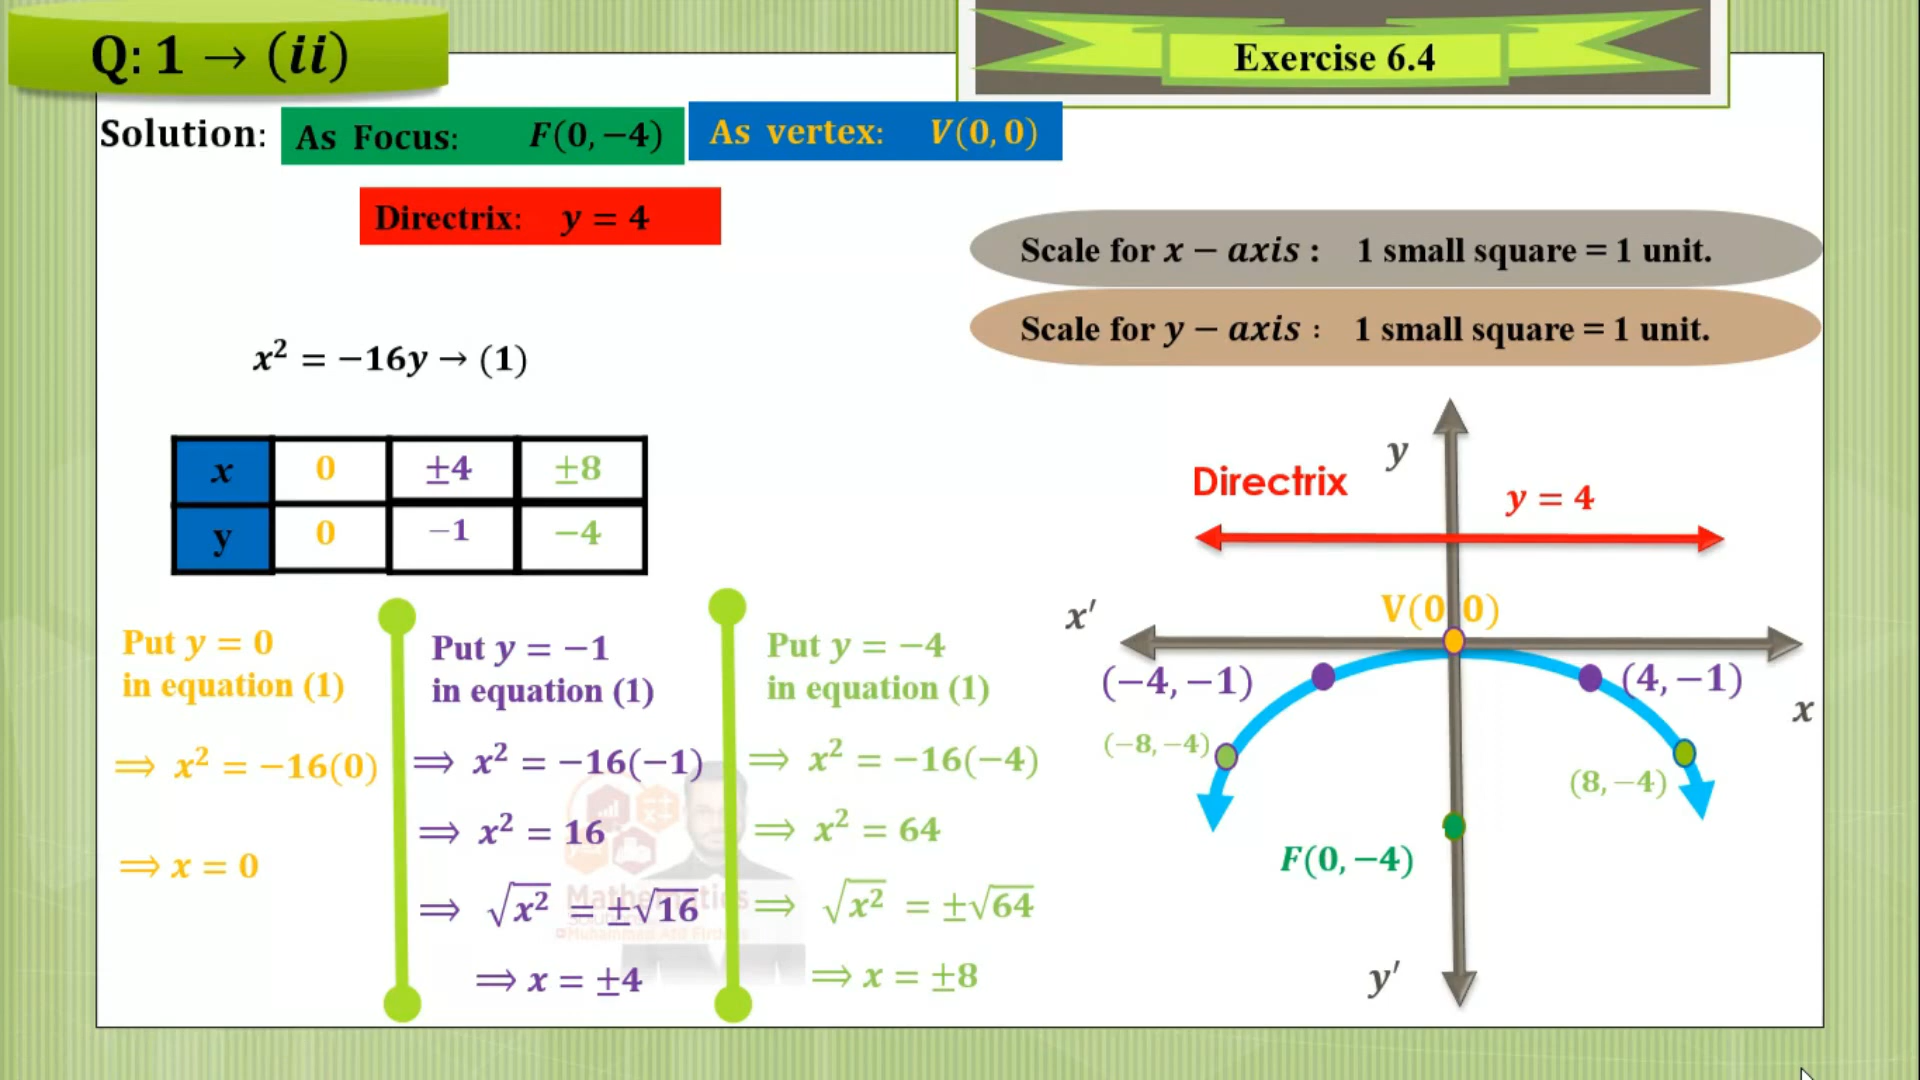 Q: 1 → (ii)
Exercise 6.4
Solution: As Focus: F(0, −4) As vertex: V(0, 0)
Directrix: y = 4
Scale for x − axis : 1 small square = 1 unit.
Scale for y − axis : 1 small square = 1 unit.
x² = −16y → (1)
x 0 ±4 ±8
y 0 −1 −4
Put y = 0
in equation (1)
⟹ x² = −16(0)
⟹ x = 0
Put y = −1
in equation (1)
⟹ x² = −16(−1)
⟹ x² = 16
⟹ √x² = ±√16
⟹ x = ±4
Put y = −4
in equation (1)
⟹ x² = −16(−4)
⟹ x² = 64
⟹ √x² = ±√64
⟹ x = ±8
y
Directrix
y = 4
x′
V(0, 0)
(−4, −1)
(4, −1)
x
(−8, −4)
(8, −4)
F(0, −4)
y′
Mathematics